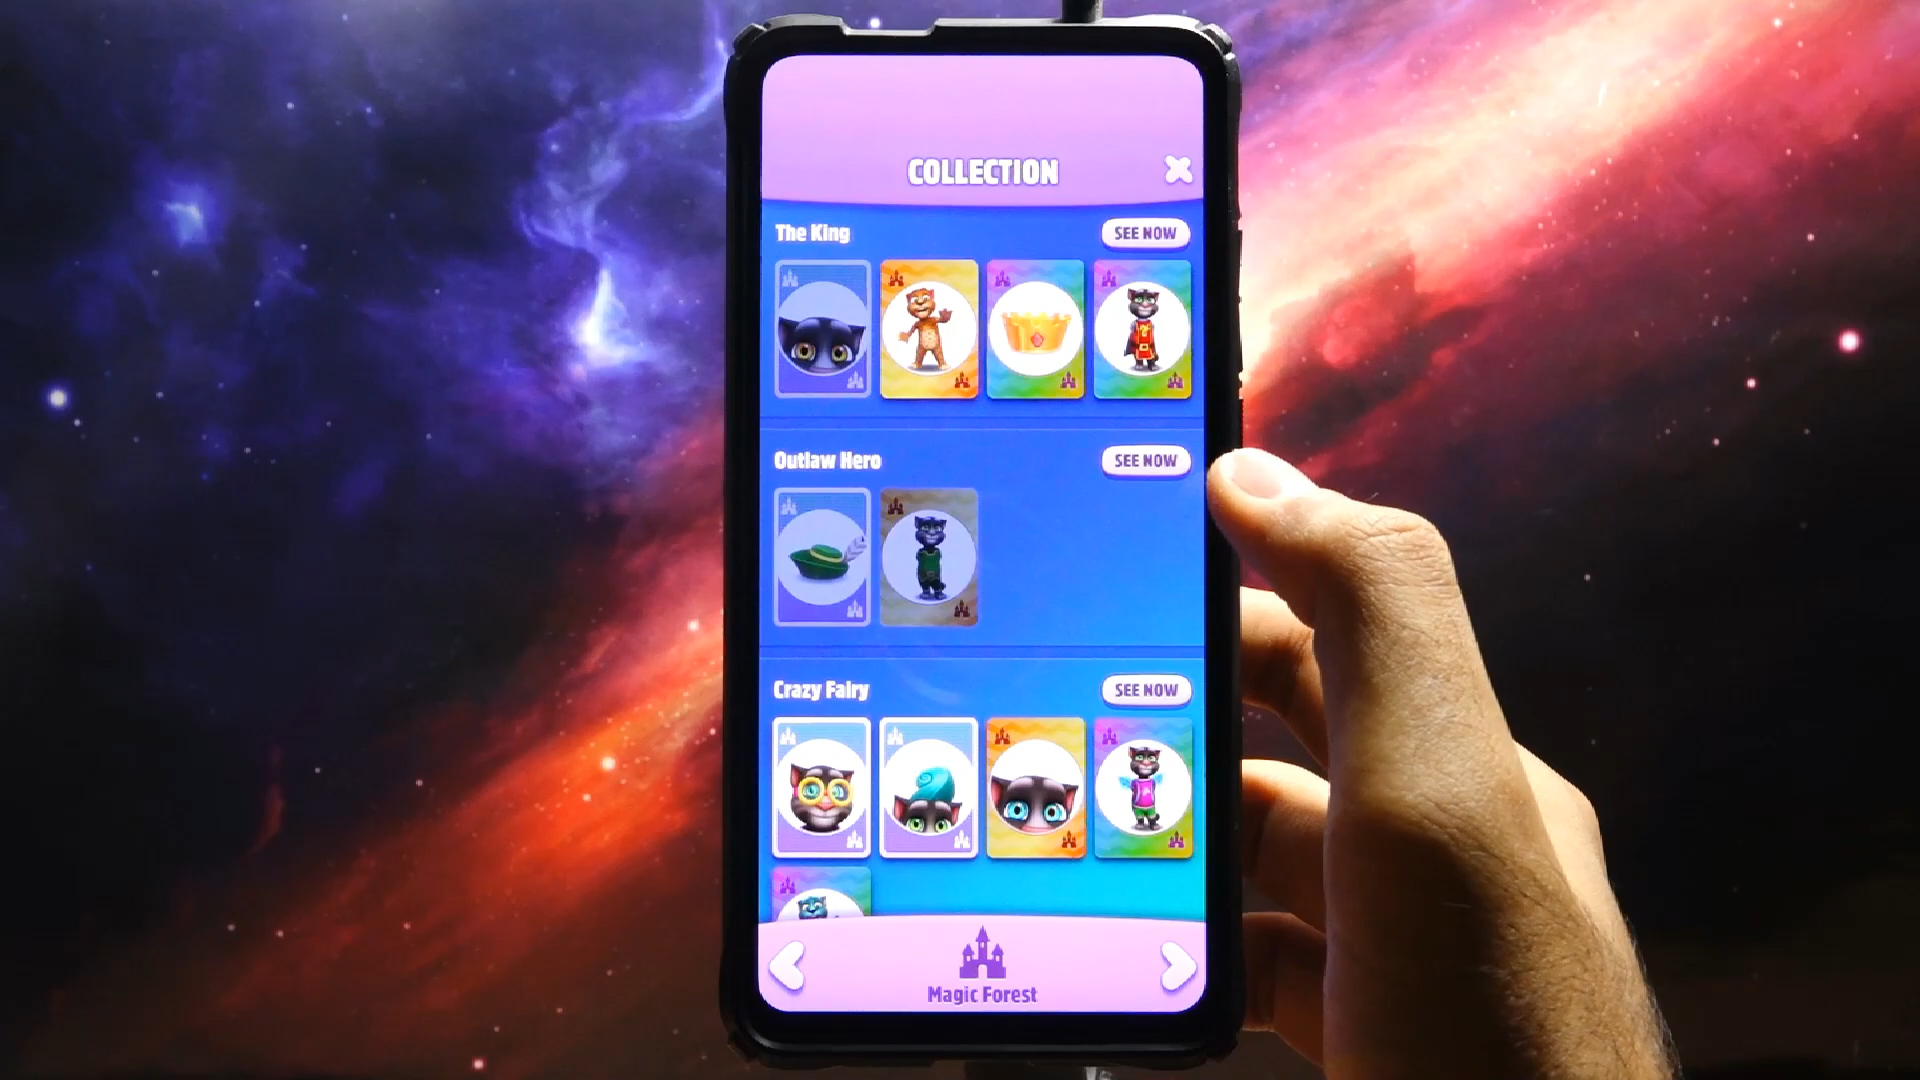 COLLECTION
The King
SEE NOW
Outlaw Hero
SEE NOW
Crazy Fairy
SEE NOW
Magic Forest